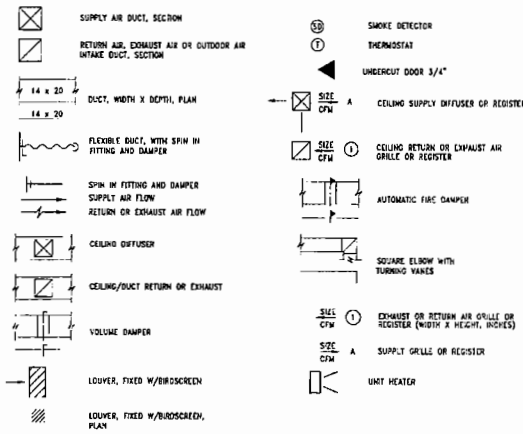 SUPPLY AIR DUCT, SECTION
RETURN AIR, EXHAUST AIR OR OUTDOOR AIR
INTAKE DUCT, SECTION
14 x 20
14 x 20
DUCT, WIDTH X DEPTH, PLAN
FLEXIBLE DUCT, WITH SPIN IN
FITTING AND DAMPER
SPIN IN FITTING AND DAMPER
SUPPLY AIR FLOW
RETURN OR EXHAUST AIR FLOW
CEILING DIFFUSER
CEILING/DUCT RETURN OR EXHAUST
VOLUME DAMPER
LOUVER, FIXED W/BIRDSCREEN
LOUVER, FIXED W/BIRDSCREEN,
PLAN
SD SMOKE DETECTOR
T THERMOSTAT
UNDERCUT DOOR 3/4"
SIZE
CFM
A CEILING SUPPLY DIFFUSER OR REGISTER
SIZE
CFM
1 CEILING RETURN OR EXHAUST AIR
GRILLE OR REGISTER
AUTOMATIC FIRE DAMPER
SQUARE ELBOW WITH
TURNING VANES
SIZE
CFM
1 EXHAUST OR RETURN AIR GRILLE OR
REGISTER (WIDTH X HEIGHT, INCHES)
SIZE
CFM
A SUPPLY GRILLE OR REGISTER
UNIT HEATER